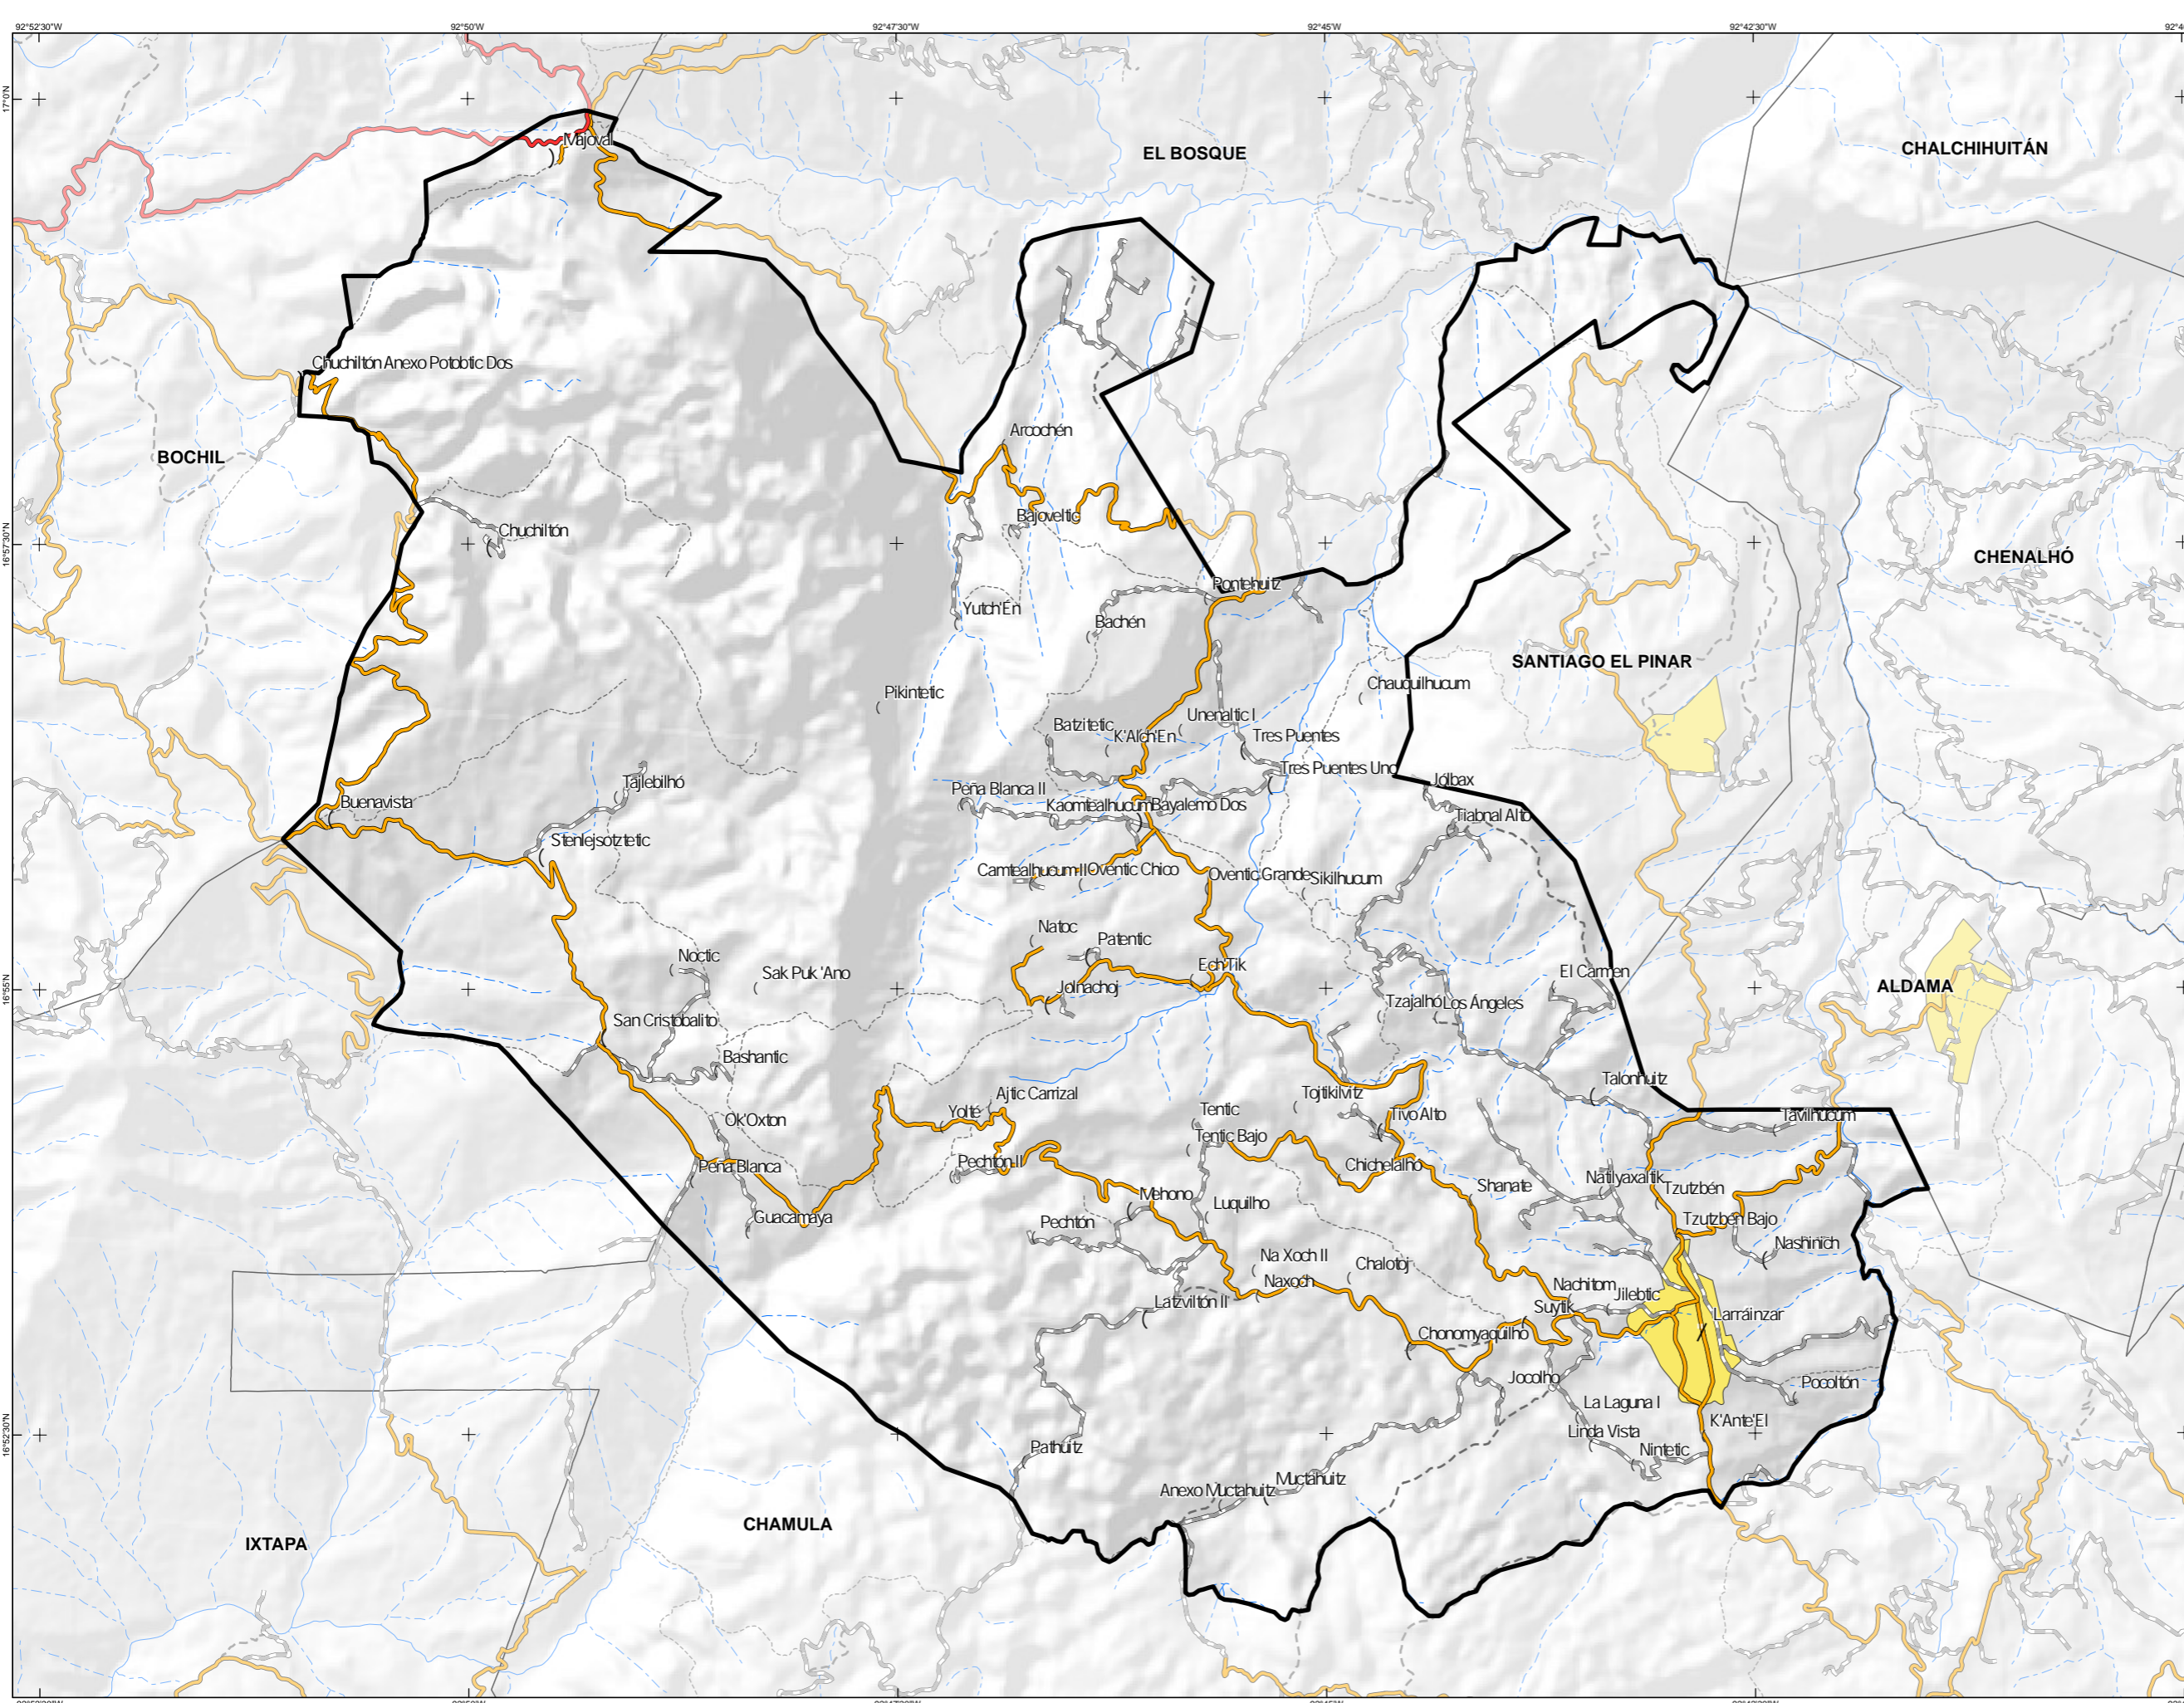 92°52'30"W
92°50'W
92°47'30"W
92°45'W
92°42'30"W
17°0'N
Majoval
EL BOSQUE
CHALCHIHUITÁN
Chuchiltón Anexo Potobtic Dos
BOCHIL
Arcochén
Bajoveltic
Chuchiltón
16°57'30"N
CHENALHÓ
Pontehuitz
Yutch'En
Bachén
SANTIAGO EL PINAR
Chauquilhucum
Pikintetic
Unenaltic I
Batzitetic
K'Alch'En
Tres Puentes
Tres Puentes Uno
Jolbax
Tajlebilhó
Peña Blanca II
Buenavista
Kaomtealhucum
Bayalemo Dos
Tiabnal Alto
Stenlejsotztetic
Camtealhucum II
Oventic Chico
Oventic Grande
Sikilhucum
Natoc
Patentic
Noctic
Sak Puk 'Ano
Ech'Tik
El Carmen
16°55'N
Jolnachoj
ALDAMA
Tzajalhó
Los Ángeles
San Cristobalito
Bashantic
Talonhuitz
Ajtic Carrizal
Tojtikilvitz
Yolté
Tentic
Tivo Alto
Tavilhucum
Ok'Oxton
Tentic Bajo
Pechtón II
Peña Blanca
Chichelalhó
Natilyaxaltik
Shanate
Tzutzbén
Mehono
Luquilho
Guacamaya
Pechtón
Tzutzben Bajo
Nashinich
Na Xoch II
Chalotoj
Naxoch
Nachitom
Jilebtic
Latzviltón II
Suytik
Larráinzar
Chonomyaquilhó
Jocolho
Pocoltón
La Laguna I
K'Ante'El
16°52'30"N
Linda Vista
Pathuitz
Nintetic
Muctahuitz
Anexo Muctahuitz
CHAMULA
IXTAPA